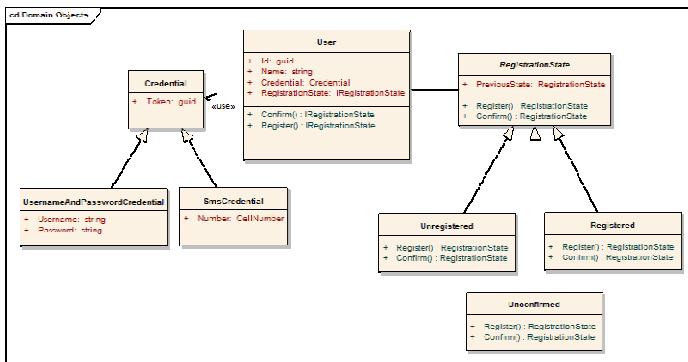 cd Domain Objects
User
+ Id: guid
+ Name: string
+ Credential: Credential
+ RegistrationState: IRegistrationState
+ Confirm() : IRegistrationState
+ Register() : IRegistrationState
Credential
+ Token: guid
«use»
RegistrationState
+ PreviousState: RegistrationState
+ Register() : RegistrationState
+ Confirm() : RegistrationState
UsernameAndPasswordCredential
+ Username: string
+ Password: string
SmsCredential
+ Number: CellNumber
Unregistered
+ Register() : RegistrationState
+ Confirm() : RegistrationState
Registered
+ Register() : RegistrationState
+ Confirm() : RegistrationState
Unconfirmed
+ Register() : RegistrationState
+ Confirm() : RegistrationState